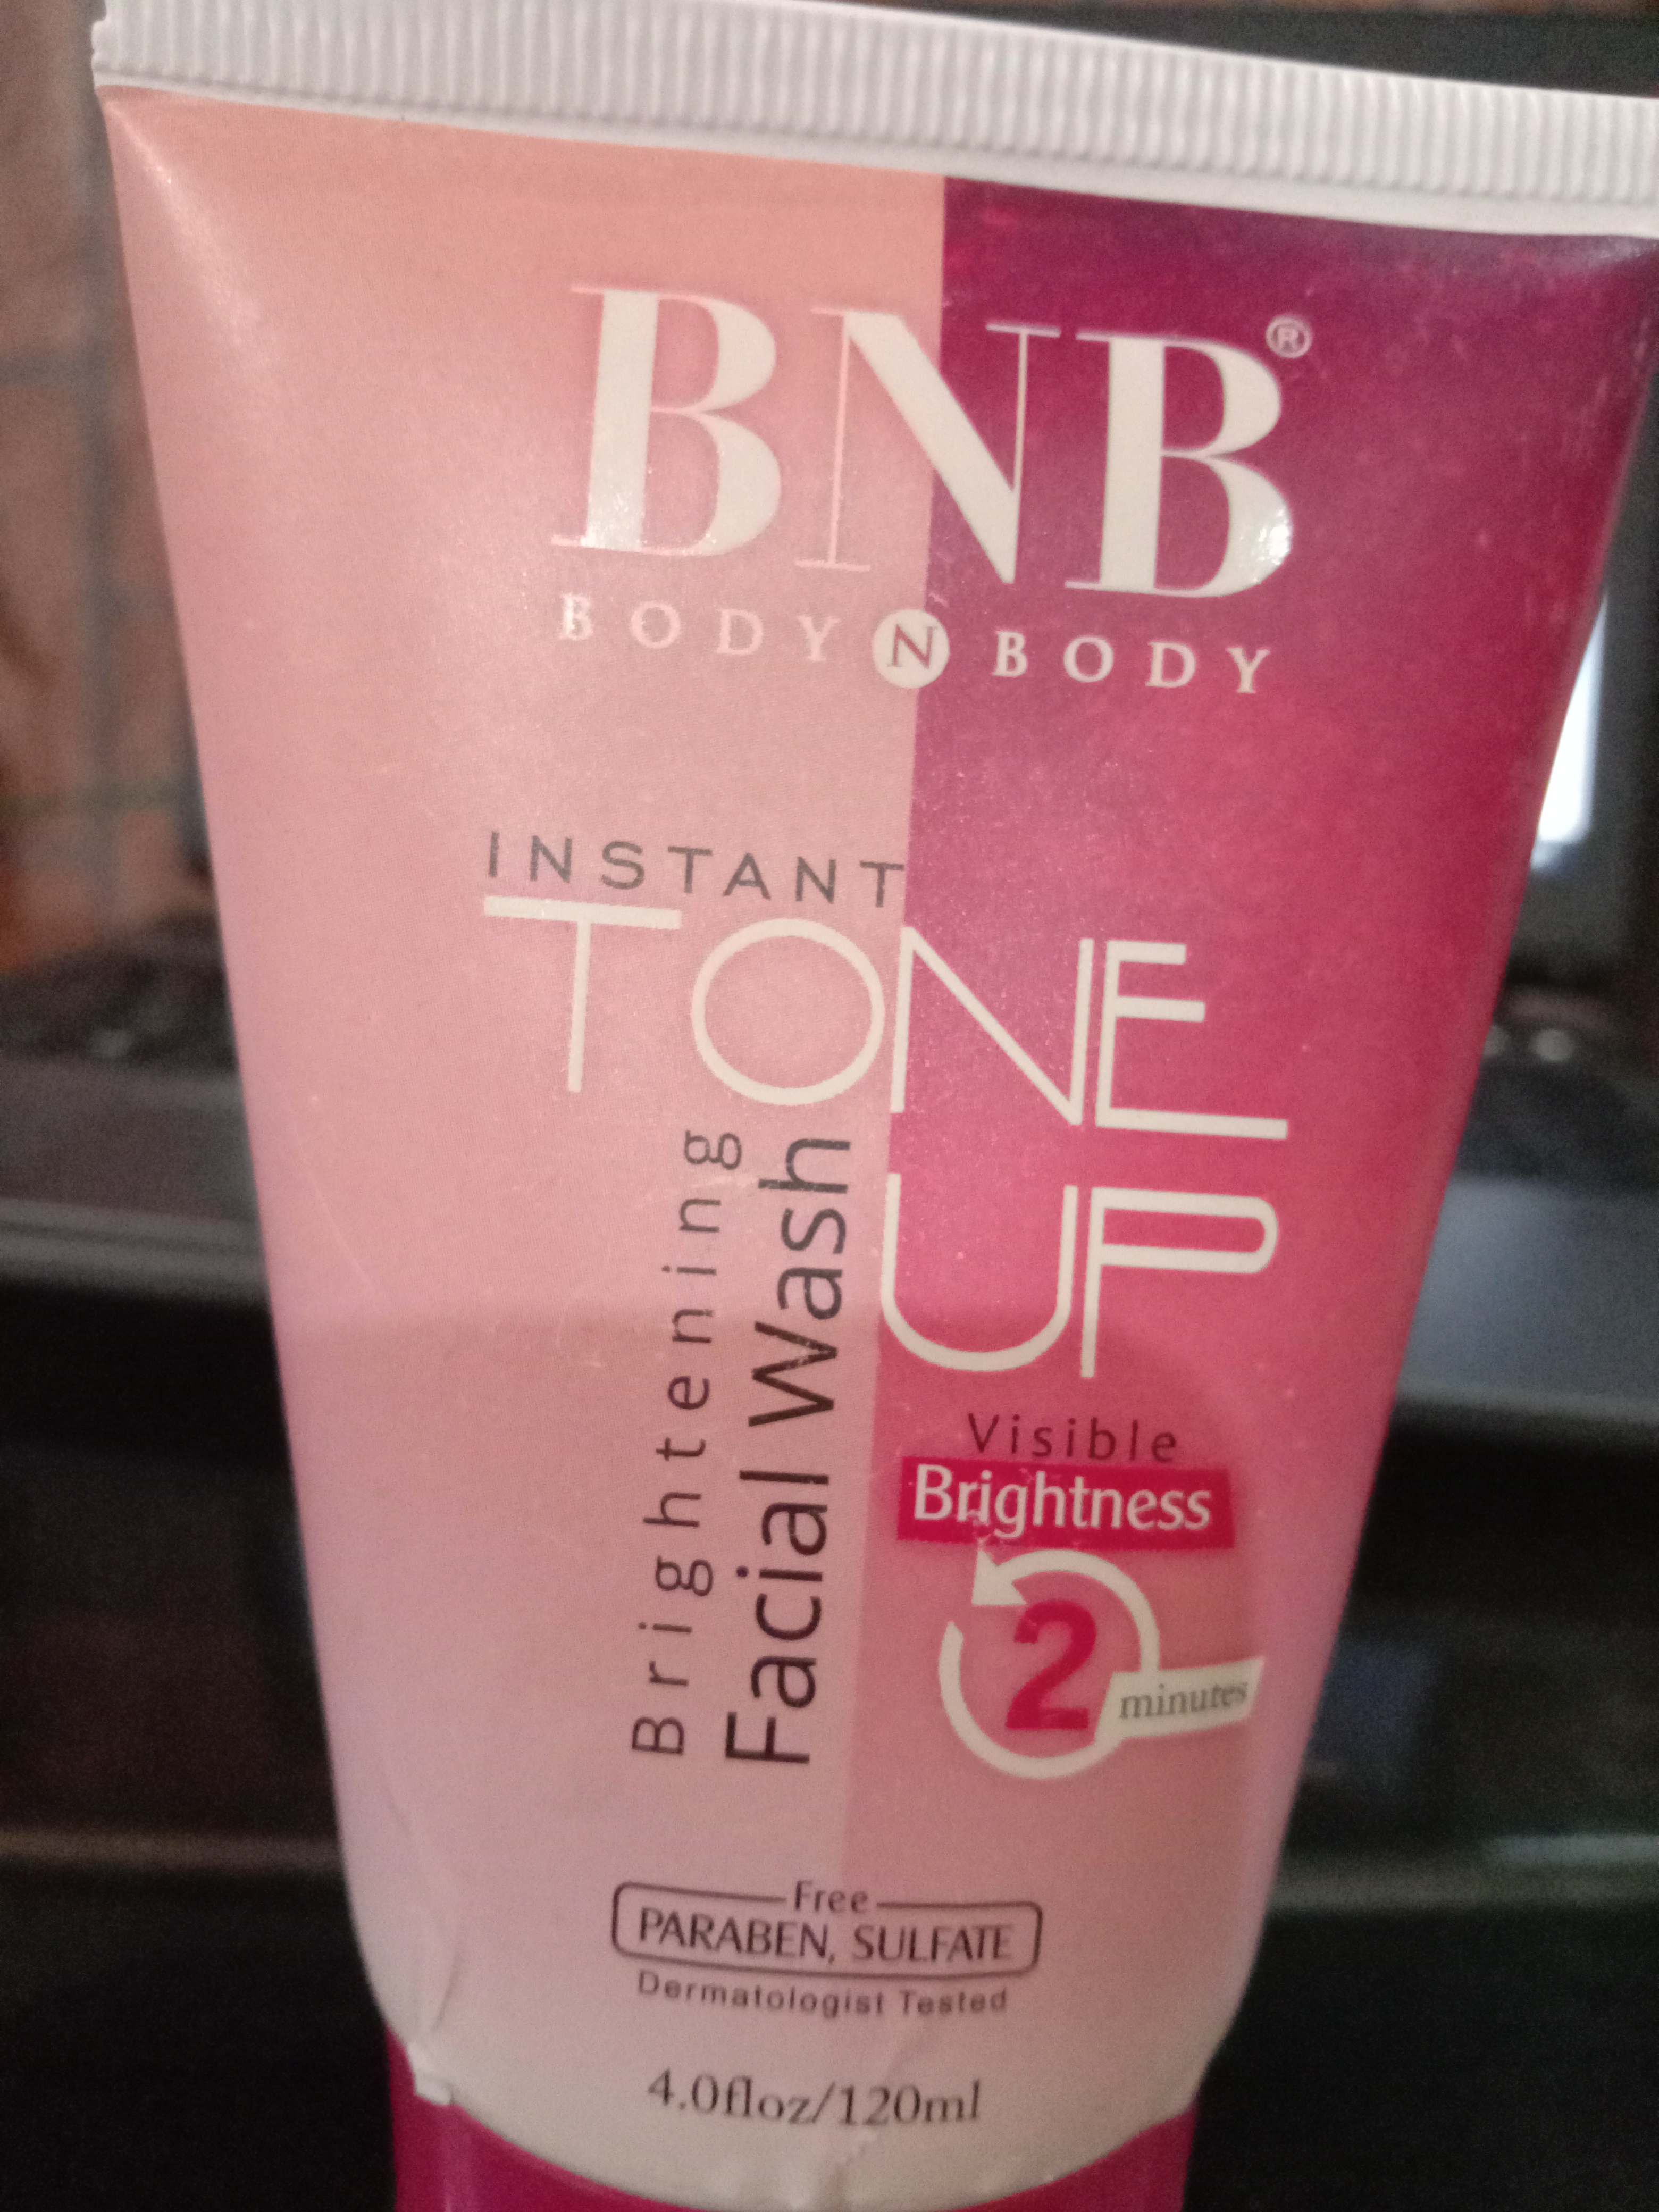 BNB®
BODY N BODY
INSTANT
TONE
UP
Brightening
Facial Wash
Visible
Brightness
2
minutes
Free
PARABEN, SULFATE
Dermatologist Tested
4.0floz/120ml